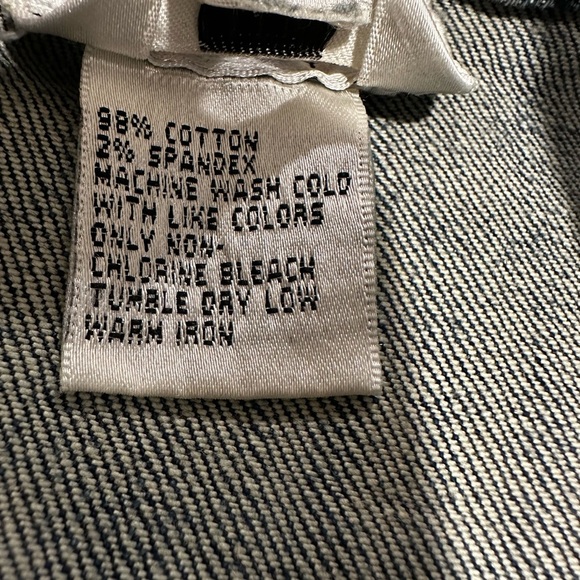 98% COTTON
2% SPANDEX
MACHINE WASH COLD
WITH LIKE COLORS
ONLY NON-
CHLORINE BLEACH
TUMBLE DRY LOW
WARM IRON